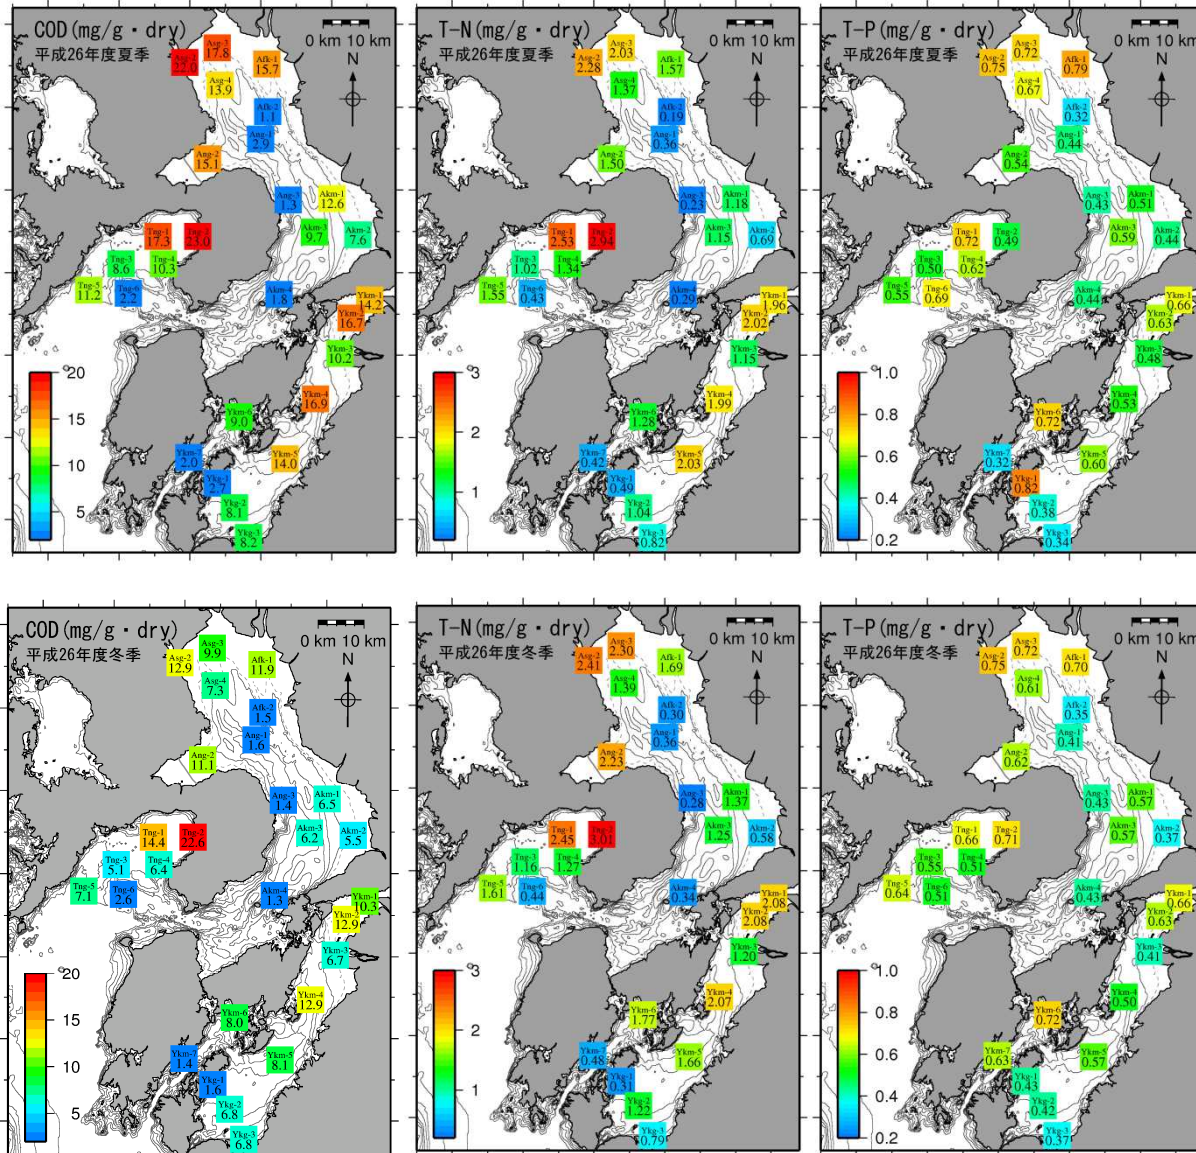 COD(mg/g・dry)
平成26年度夏季
0 km 10 km
N
Asg-2
22.0
Asg-3
17.8
Afk-1
15.7
Asg-4
13.9
Afk-2
1.1
Ang-1
2.9
Ang-2
15.1
Ang-3
1.3
Akm-1
12.6
Akm-3
9.7
Akm-2
7.6
Tng-1
17.3
Tng-2
23.0
Tng-3
8.6
Tng-4
10.3
Tng-5
11.2
Tng-6
2.2
Akm-4
1.8
Ykm-1
14.2
Ykm-2
16.7
Ykm-3
10.2
Ykm-4
16.9
Ykm-6
9.0
Ykm-7
2.0
Ykm-5
14.0
Ykg-1
2.7
Ykg-2
8.1
Ykg-3
8.2
20
15
10
5
T-N(mg/g・dry)
平成26年度夏季
0 km 10 km
N
Asg-2
2.28
Asg-3
2.03
Afk-1
1.57
Asg-4
1.37
Afk-2
0.19
Ang-1
0.36
Ang-2
1.50
Ang-3
0.23
Akm-1
1.18
Akm-3
1.15
Akm-2
0.69
Tng-1
2.53
Tng-2
2.94
Tng-3
1.02
Tng-4
1.34
Tng-5
1.55
Tng-6
0.43
Akm-4
0.29
Ykm-1
1.96
Ykm-2
2.02
Ykm-3
1.15
Ykm-4
1.99
Ykm-6
1.28
Ykm-7
0.42
Ykm-5
2.03
Ykg-1
0.49
Ykg-2
1.04
Ykg-3
0.82
3
2
1
T-P(mg/g・dry)
平成26年度夏季
0 km 10 km
N
Asg-2
0.75
Asg-3
0.72
Afk-1
0.79
Asg-4
0.67
Afk-2
0.32
Ang-1
0.44
Ang-2
0.54
Ang-3
0.43
Akm-1
0.51
Akm-3
0.59
Akm-2
0.44
Tng-1
0.72
Tng-2
0.49
Tng-3
0.50
Tng-4
0.62
Tng-5
0.55
Tng-6
0.69
Akm-4
0.44
Ykm-1
0.66
Ykm-2
0.63
Ykm-3
0.48
Ykm-4
0.53
Ykm-6
0.72
Ykm-7
0.32
Ykm-5
0.60
Ykg-1
0.82
Ykg-2
0.38
Ykg-3
0.34
1.0
0.8
0.6
0.4
0.2
COD(mg/g・dry)
平成26年度冬季
0 km 10 km
N
Asg-2
12.9
Asg-3
9.9
Afk-1
11.9
Asg-4
7.3
Afk-2
1.5
Ang-1
1.6
Ang-2
11.1
Ang-3
1.4
Akm-1
6.5
Akm-3
6.2
Akm-2
5.5
Tng-1
14.4
Tng-2
22.6
Tng-3
5.1
Tng-4
6.4
Tng-5
7.1
Tng-6
2.6
Akm-4
1.3
Ykm-1
10.3
Ykm-2
12.9
Ykm-3
6.7
Ykm-4
12.9
Ykm-6
8.0
Ykm-7
1.4
Ykm-5
8.1
Ykg-1
1.6
Ykg-2
6.8
Ykg-3
6.8
20
15
10
5
T-N(mg/g・dry)
平成26年度冬季
0 km 10 km
N
Asg-2
2.41
Asg-3
2.30
Afk-1
1.69
Asg-4
1.39
Afk-2
0.30
Ang-1
0.36
Ang-2
2.23
Ang-3
0.28
Akm-1
1.37
Akm-3
1.25
Akm-2
0.58
Tng-1
2.45
Tng-2
3.01
Tng-3
1.16
Tng-4
1.27
Tng-5
1.61
Tng-6
0.44
Akm-4
0.34
Ykm-1
2.08
Ykm-2
2.08
Ykm-3
1.20
Ykm-4
2.07
Ykm-6
1.77
Ykm-7
0.48
Ykm-5
1.66
Ykg-1
0.31
Ykg-2
1.22
Ykg-3
0.79
3
2
1
T-P(mg/g・dry)
平成26年度冬季
0 km 10 km
N
Asg-2
0.75
Asg-3
0.72
Afk-1
0.70
Asg-4
0.61
Afk-2
0.35
Ang-1
0.41
Ang-2
0.62
Ang-3
0.43
Akm-1
0.57
Akm-3
0.57
Akm-2
0.37
Tng-1
0.66
Tng-2
0.71
Tng-3
0.55
Tng-4
0.51
Tng-5
0.64
Tng-6
0.51
Akm-4
0.43
Ykm-1
0.66
Ykm-2
0.63
Ykm-3
0.41
Ykm-4
0.50
Ykm-6
0.72
Ykm-7
0.63
Ykm-5
0.57
Ykg-1
0.43
Ykg-2
0.42
Ykg-3
0.37
1.0
0.8
0.6
0.4
0.2